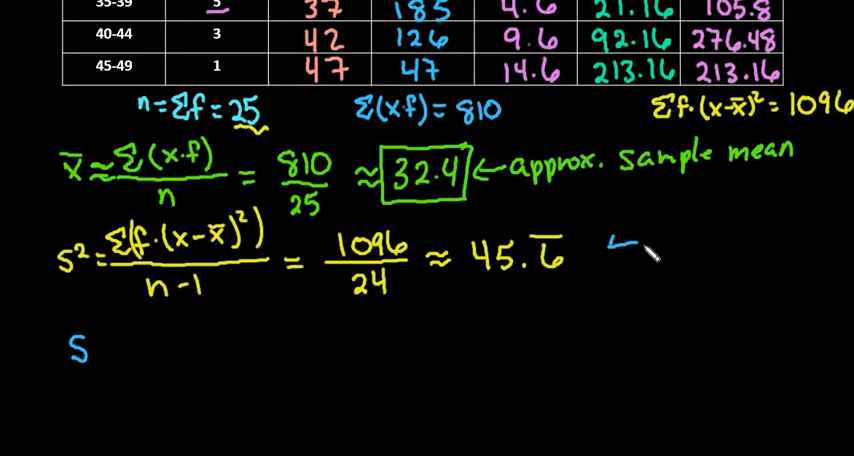 35-39 5 37 185 4.6 21.16 105.8
40-44 3 42 126 9.6 92.16 276.48
45-49 1 47 47 14.6 213.16 213.16
n=Σf=25 Σ(x·f)=810 Σf·(x-x̄)²=1096
x̄≈Σ(x·f)/n = 810/25 ≈ 32.4 ← approx. sample mean
s²=Σ(f·(x-x̄)²)/n-1 = 1096/24 ≈ 45.6̅
S